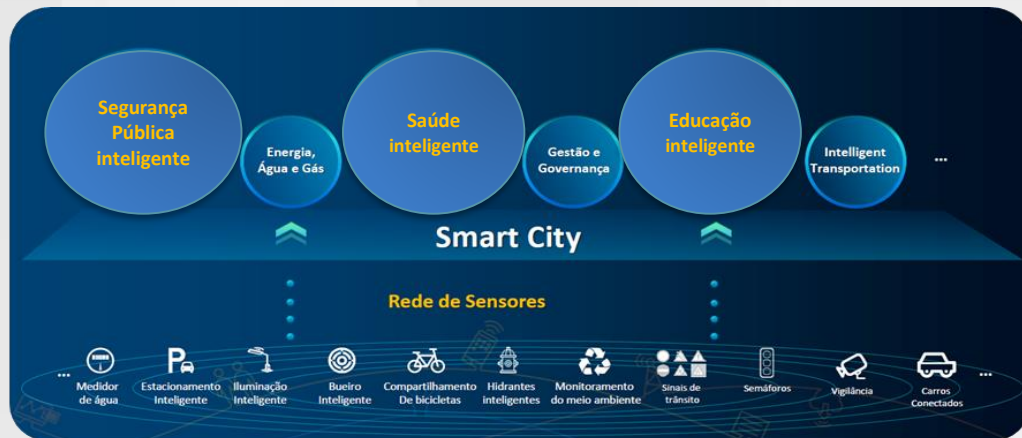 Segurança
Pública
inteligente
Energia,
Água e Gás
Saúde
inteligente
Gestão e
Governança
Educação
inteligente
Intelligent
Transportation
...
Smart City
Rede de Sensores
...
Medidor
de água
Estacionamento
Inteligente
Iluminação
Inteligente
Bueiro
Inteligente
Compartilhamento
De bicicletas
Hidrantes
inteligentes
Monitoramento
do meio ambiente
Sinais de
trânsito
Semáforos
Vigilância
Carros
Conectados
...